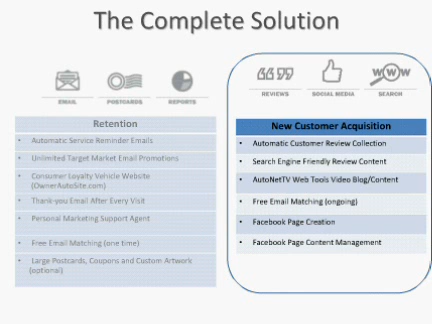 The Complete Solution
EMAIL
POSTCARDS
REPORTS
REVIEWS
SOCIAL MEDIA
WWW
SEARCH
Retention
• Automatic Service Reminder Emails
• Unlimited Target Market Email Promotions
• Consumer Loyalty Vehicle Website
(OwnerAutoSite.com)
• Thank-you Email After Every Visit
• Personal Marketing Support Agent
• Free Email Matching (one time)
• Large Postcards, Coupons and Custom Artwork
(optional)
New Customer Acquisition
• Automatic Customer Review Collection
• Search Engine Friendly Review Content
• AutoNetTV Web Tools Video Blog/Content
Free Email Matching (ongoing)
• Facebook Page Creation
• Facebook Page Content Management